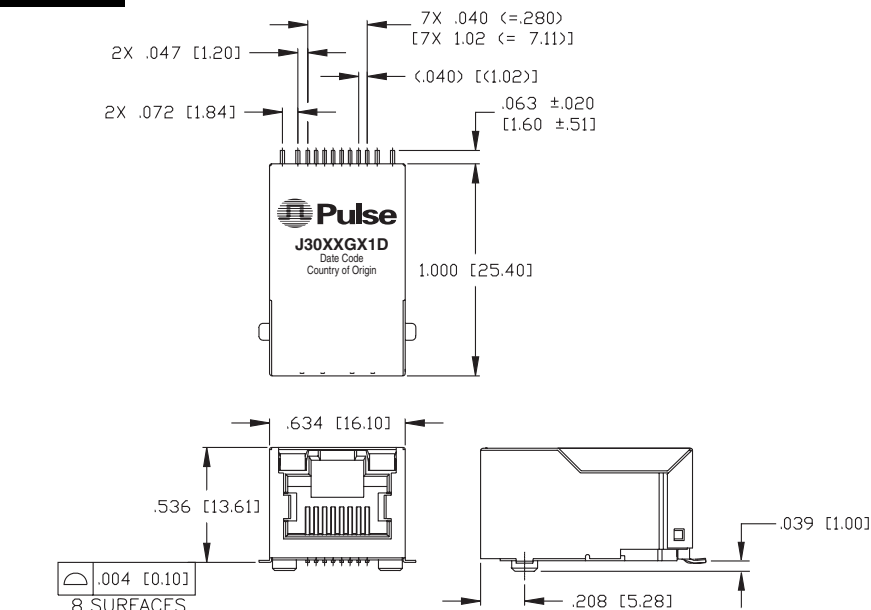 7X .040 (=.280)
[7X 1.02 (= 7.11)]
2X .047 [1.20]
(.040) [(1.02)]
2X .072 [1.84]
.063 ±.020
[1.60 ±.51]
Pulse
J30XXGX1D
Date Code
Country of Origin
1.000 [25.40]
.634 [16.10]
.536 [13.61]
.039 [1.00]
.004 [0.10]
8 SURFACES
.208 [5.28]